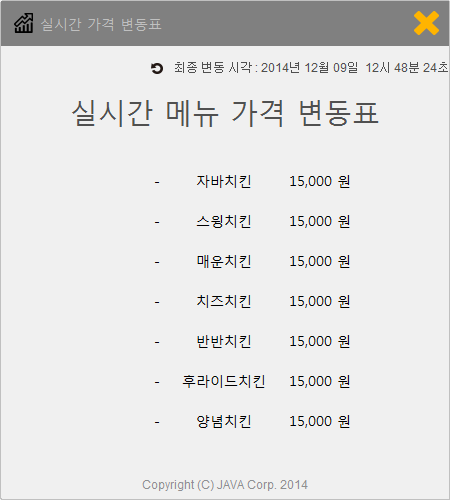 실시간 가격 변동표
최종 변동 시각 : 2014년 12월 09일 12시 48분 24초
실시간 메뉴 가격 변동표
- 자바치킨 15,000 원
- 스윙치킨 15,000 원
- 매운치킨 15,000 원
- 치즈치킨 15,000 원
- 반반치킨 15,000 원
- 후라이드치킨 15,000 원
- 양념치킨 15,000 원
Copyright (C) JAVA Corp. 2014